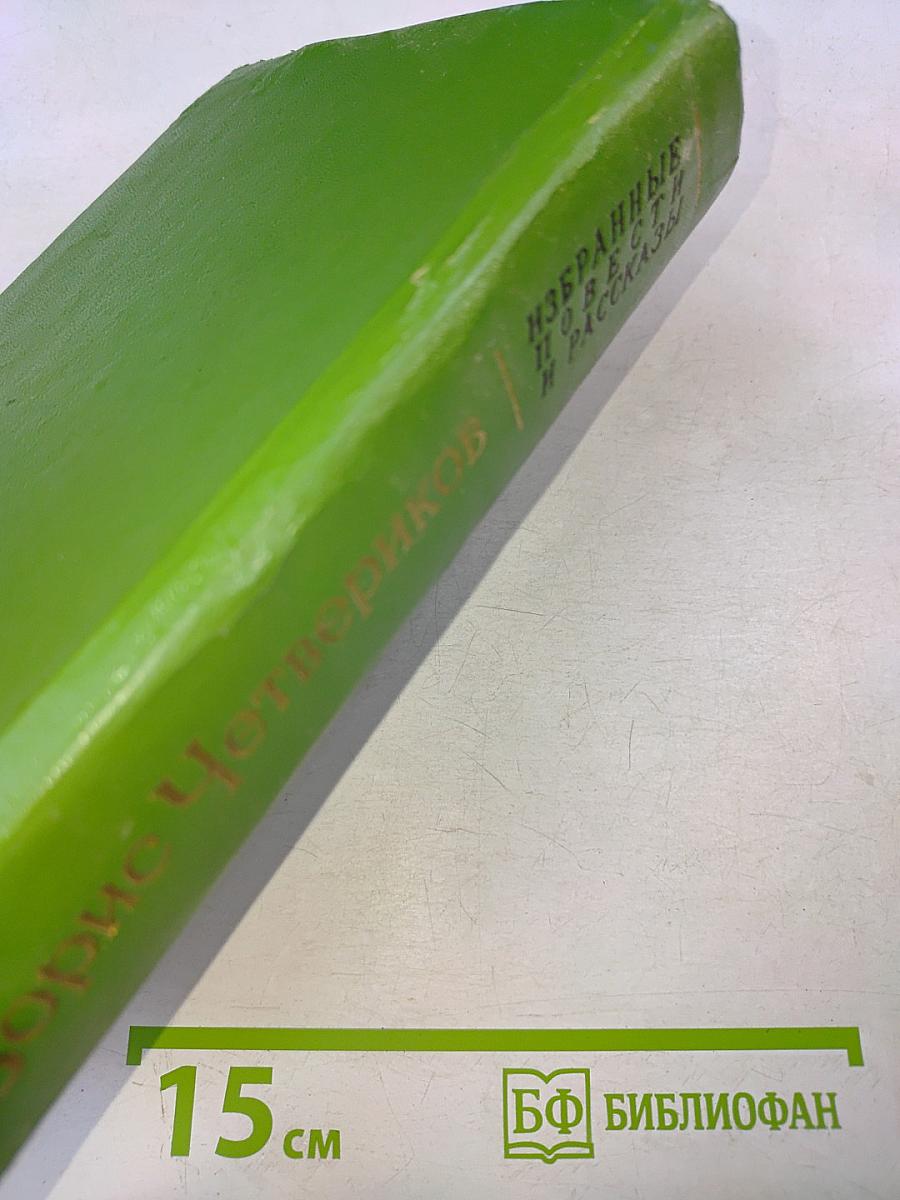 Борис Четвериков
ИЗБРАННЫЕ
ПОВЕСТИ
И РАССКАЗЫ
15 см
БФ БИБЛИОФАН